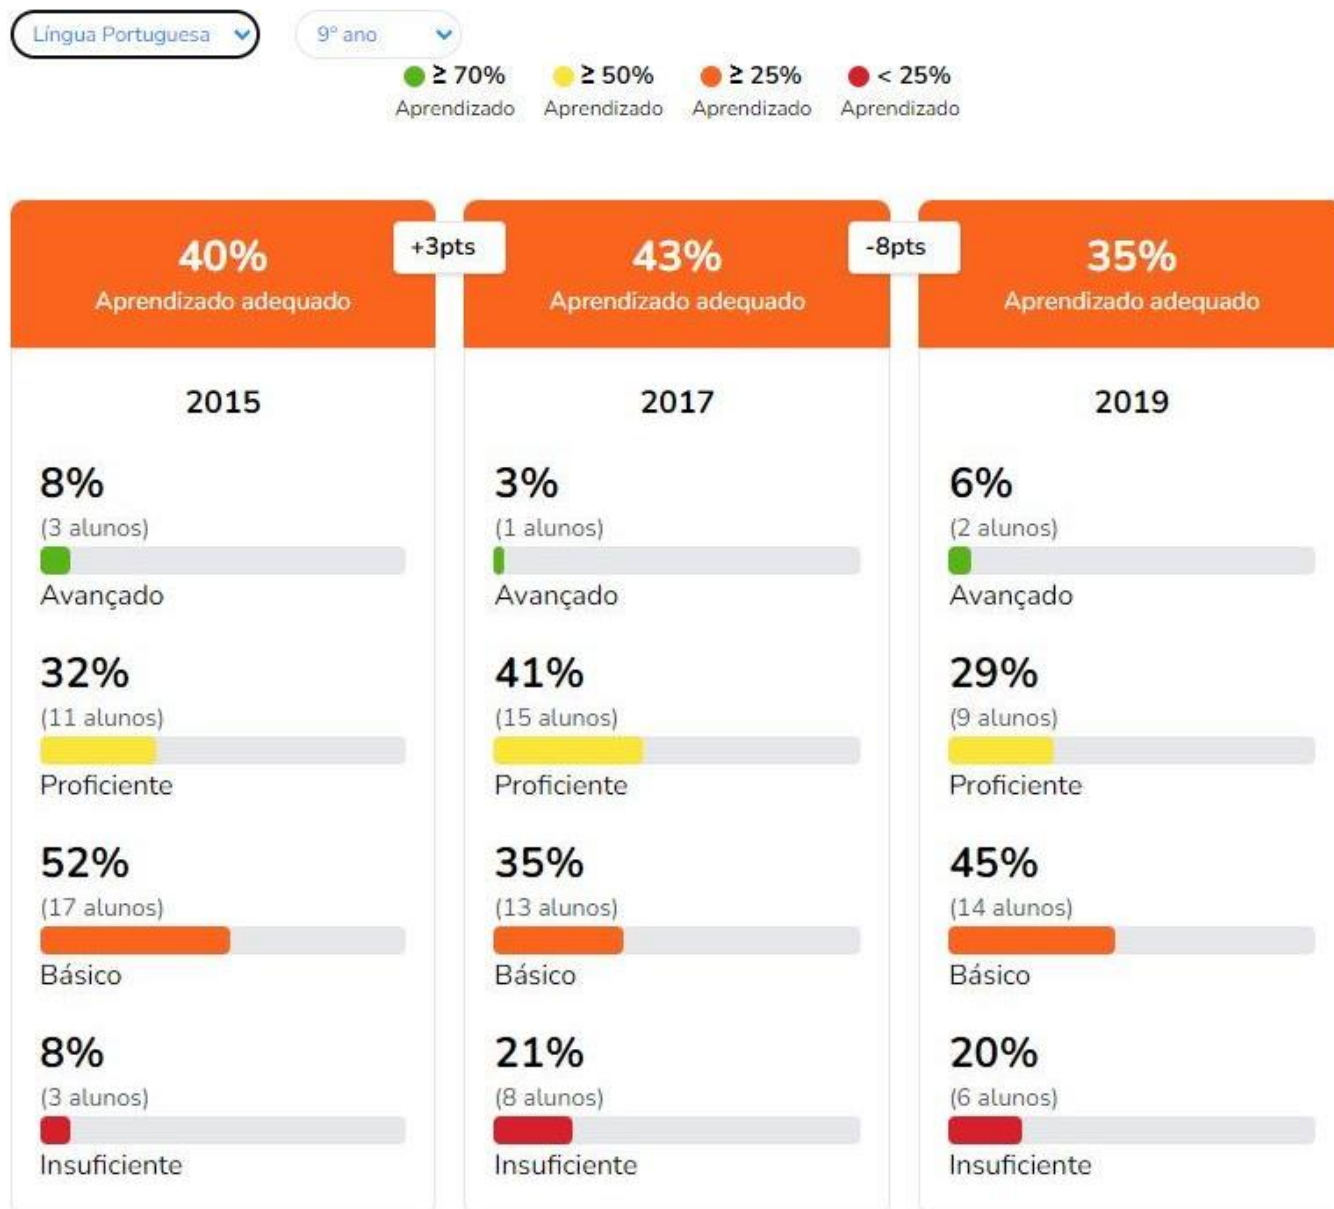 Língua Portuguesa
9º ano
≥ 70%
Aprendizado
≥ 50%
Aprendizado
≥ 25%
Aprendizado
< 25%
Aprendizado
40%
Aprendizado adequado
+3pts
43%
Aprendizado adequado
-8pts
35%
Aprendizado adequado
2015
8%
(3 alunos)
Avançado
32%
(11 alunos)
Proficiente
52%
(17 alunos)
Básico
8%
(3 alunos)
Insuficiente
2017
3%
(1 alunos)
Avançado
41%
(15 alunos)
Proficiente
35%
(13 alunos)
Básico
21%
(8 alunos)
Insuficiente
2019
6%
(2 alunos)
Avançado
29%
(9 alunos)
Proficiente
45%
(14 alunos)
Básico
20%
(6 alunos)
Insuficiente